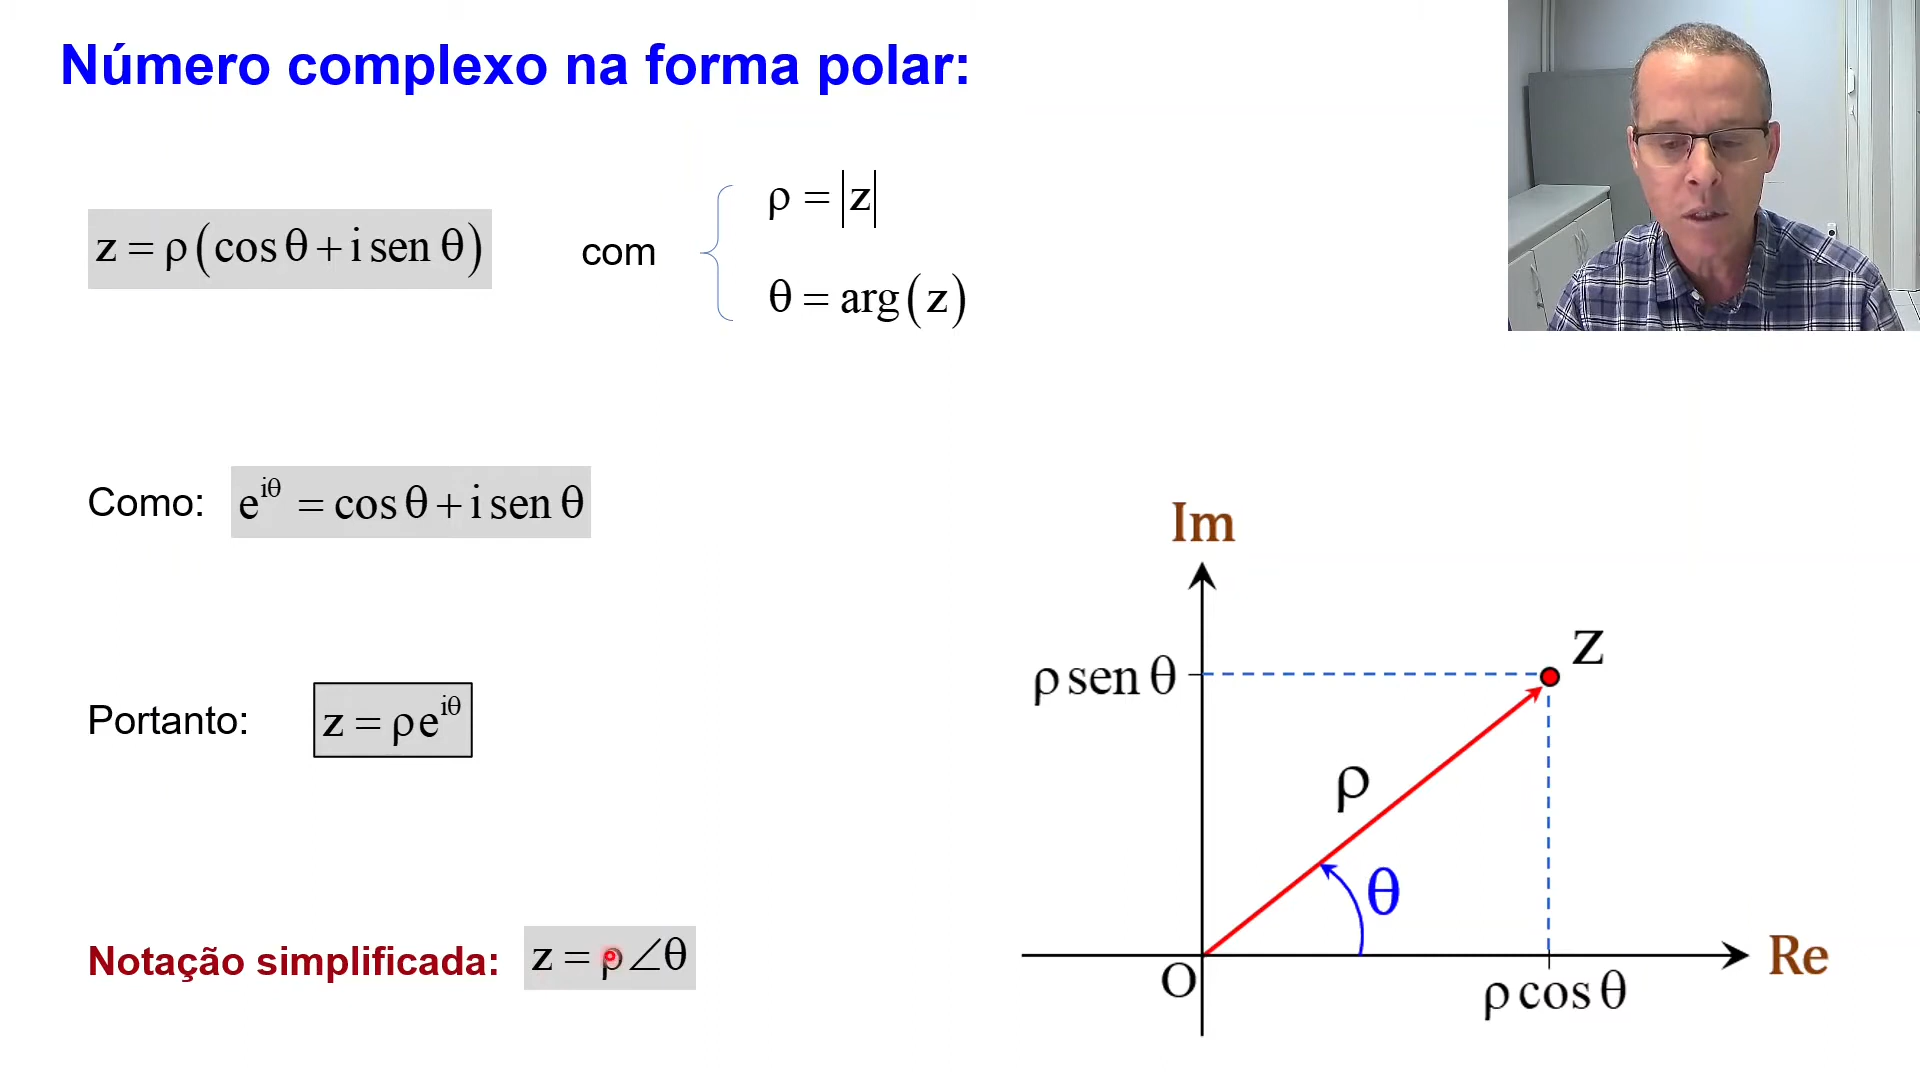 Número complexo na forma polar:
z = ρ(cos θ + i sen θ)
com
ρ = |z|
θ = arg(z)
Como: e^{iθ} = cos θ + i sen θ
Portanto: z = ρe^{iθ}
Notação simplificada: z = ρ∠θ
Im
z
ρ sen θ
ρ
θ
O
Re
ρ cos θ